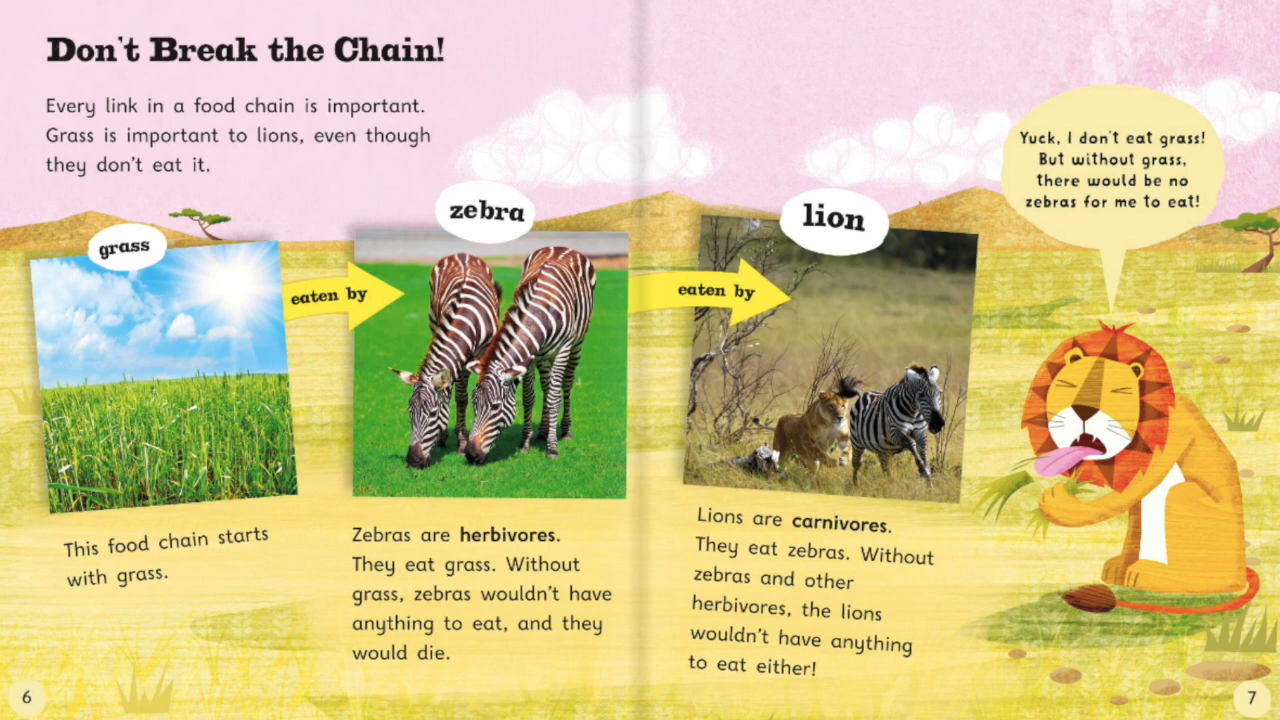 Don't Break the Chain!
Every link in a food chain is important.
Grass is important to lions, even though
they don't eat it.
grass
eaten by
zebra
eaten by
lion
Yuck, I don't eat grass!
But without grass,
there would be no
zebras for me to eat!
This food chain starts
with grass.
Zebras are herbivores.
They eat grass. Without
grass, zebras wouldn't have
anything to eat, and they
would die.
Lions are carnivores.
They eat zebras. Without
zebras and other
herbivores, the lions
wouldn't have anything
to eat either!
6
7